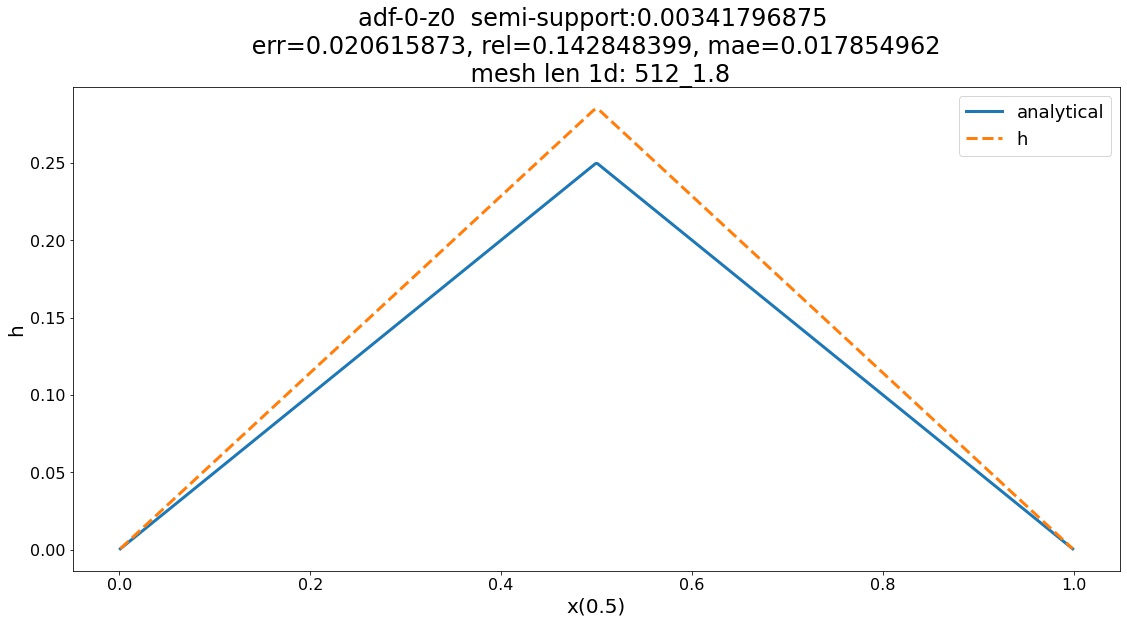 adf-0-z0  semi-support:0.00341796875
err=0.020615873, rel=0.142848399, mae=0.017854962
mesh len 1d: 512_1.8
analytical
h
0.25
0.20
0.15
0.10
0.05
0.00
h
0.0 0.2 0.4 0.6 0.8 1.0
x(0.5)